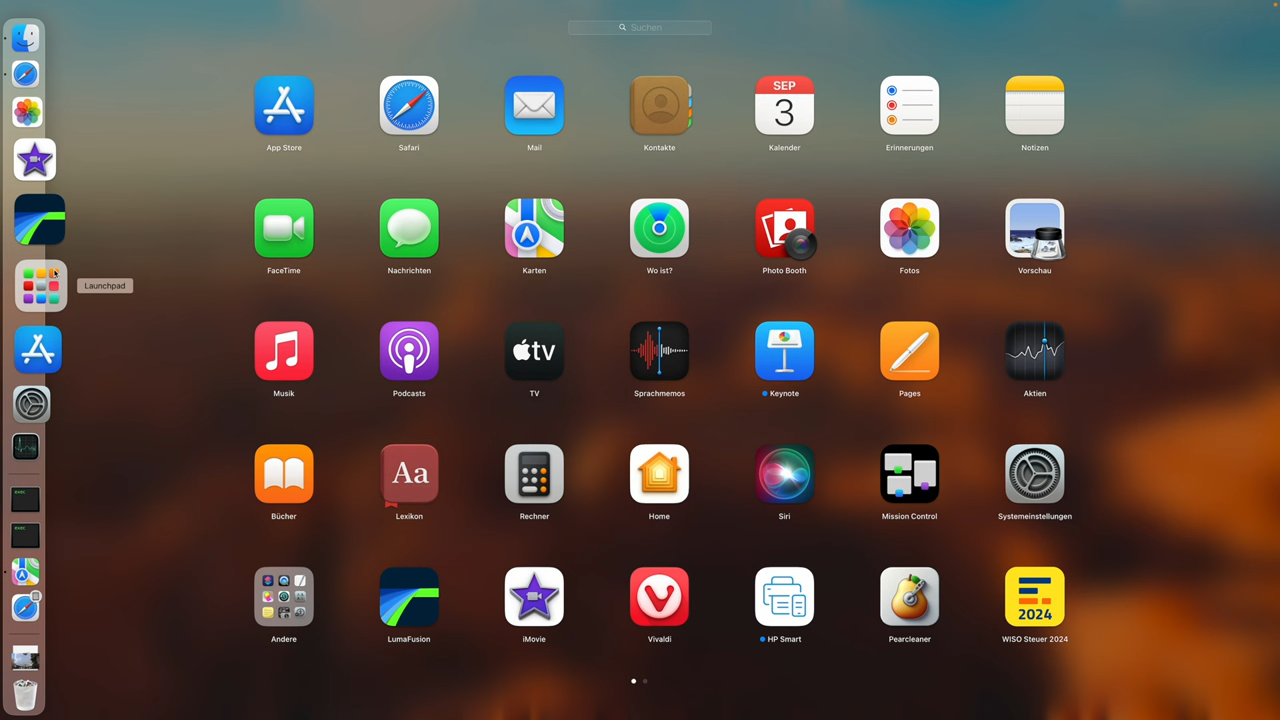 Suchen
SEP
3
App Store
Safari
Mail
Kontakte
Kalender
Erinnerungen
Notizen
FaceTime
Nachrichten
Karten
Wo ist?
Photo Booth
Fotos
Vorschau
Launchpad
tv
Musik
Podcasts
TV
Sprachmemos
Keynote
Pages
Aktien
Aa
Bücher
Lexikon
Rechner
Home
Siri
Mission Control
Systemeinstellungen
exec
exec
2024
Andere
LumaFusion
iMovie
Vivaldi
HP Smart
Pearcleaner
WISO Steuer 2024